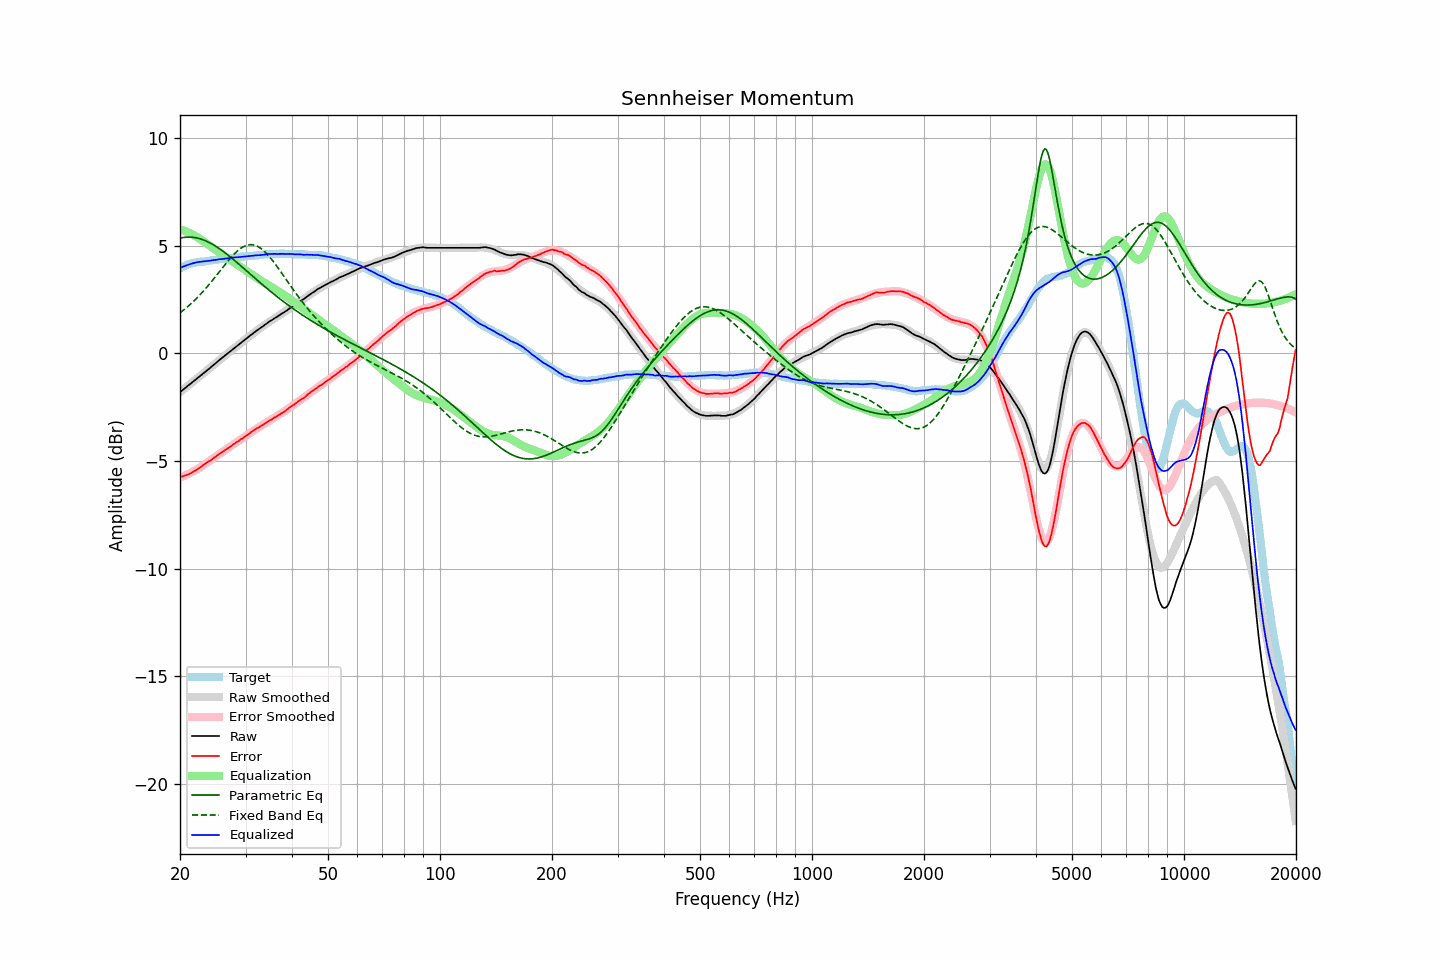 Sennheiser Momentum
Amplitude (dBr)
10
5
0
−5
−10
−15
−20
Target
Raw Smoothed
Error Smoothed
Raw
Error
Equalization
Parametric Eq
Fixed Band Eq
Equalized
20 50 100 200 500 1000 2000 5000 10000 20000
Frequency (Hz)